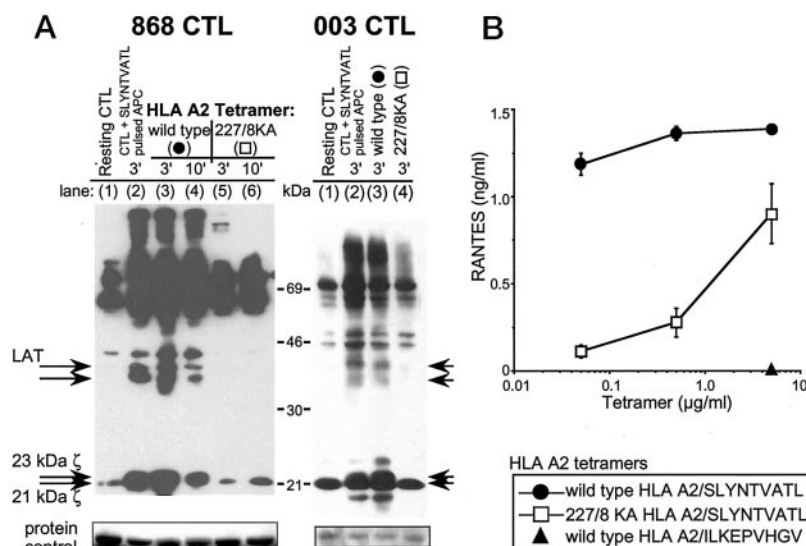 A
868 CTL
003 CTL
B
Resting CTL
CTL + SLYNTVATL
pulsed APC
HLA A2 Tetramer:
wild type 227/8KA
(●) (□)
3' 3' 10' 3' 10'
lane: (1) (2) (3) (4) (5) (6)
Resting CTL
CTL + SLYNTVATL
pulsed APC
wild type (●)
227/8KA (□)
3' 3' 3'
kDa (1) (2) (3) (4)
69
46
30
21
LAT
23 kDa ζ
21 kDa ζ
protein
control
RANTES (ng/ml)
1.5
1.0
0.5
0
0.01 0.1 1.0 10
Tetramer (μg/ml)
HLA A2 tetramers
wild type HLA A2/SLYNTVATL
227/8 KA HLA A2/SLYNTVATL
wild type HLA A2/ILKEPVHGV